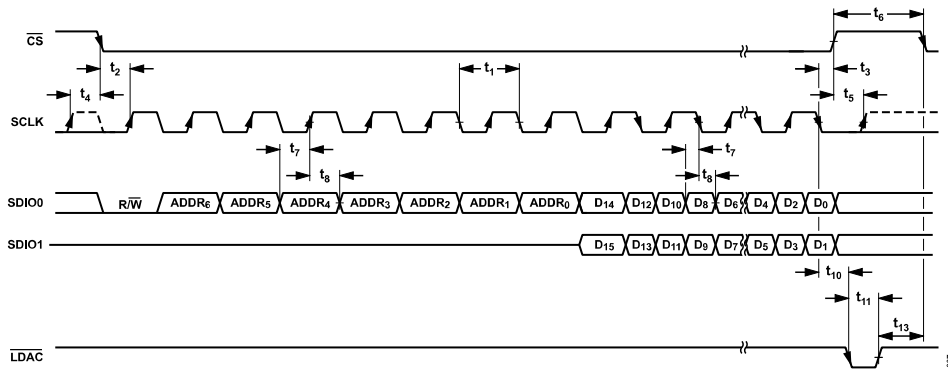 t6
CS
t2
t1
t3
t4
t5
SCLK
t7
t7
t8
t8
SDIO0
R/W
ADDR6
ADDR5
ADDR4
ADDR3
ADDR2
ADDR1
ADDR0
D14
D12
D10
D8
D6
D4
D2
D0
SDIO1
D15
D13
D11
D9
D7
D5
D3
D1
t10
t11
t13
LDAC